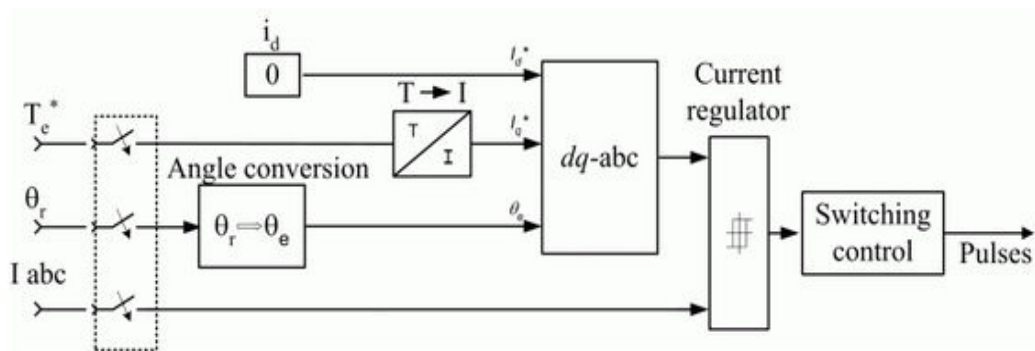 i_d
0
I_d*
T → I
T_e*
T
I
I_q*
Current
regulator
dq-abc
Angle conversion
θ_r
θ_r ⇒ θ_e
θ_e
Switching
control
Pulses
I abc